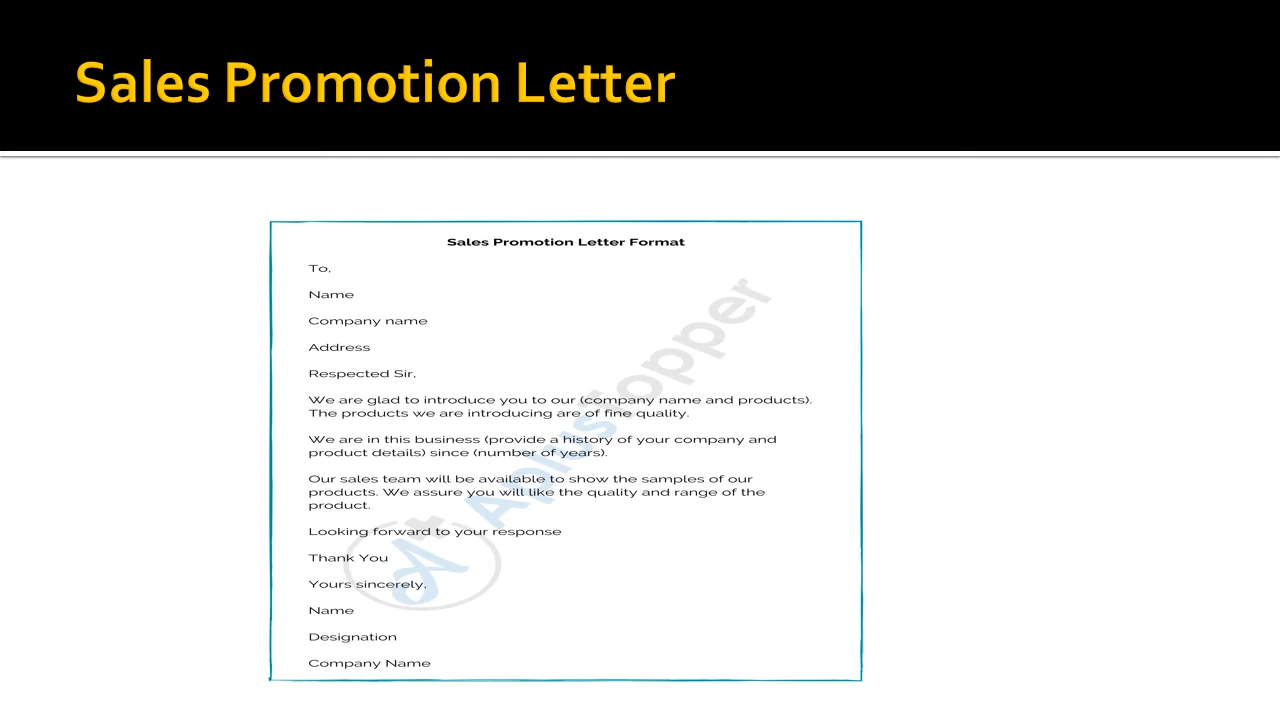 Sales Promotion Letter
Sales Promotion Letter Format
To,
Name
Company name
Address
Respected Sir,
We are glad to introduce you to our (company name and products).
The products we are introducing are of fine quality.
We are in this business (provide a history of your company and
product details) since (number of years).
Our sales team will be available to show the samples of our
products. We assure you will like the quality and range of the
product.
Looking forward to your response
Thank You
Yours sincerely,
Name
Designation
Company Name
AplusTopper
A+